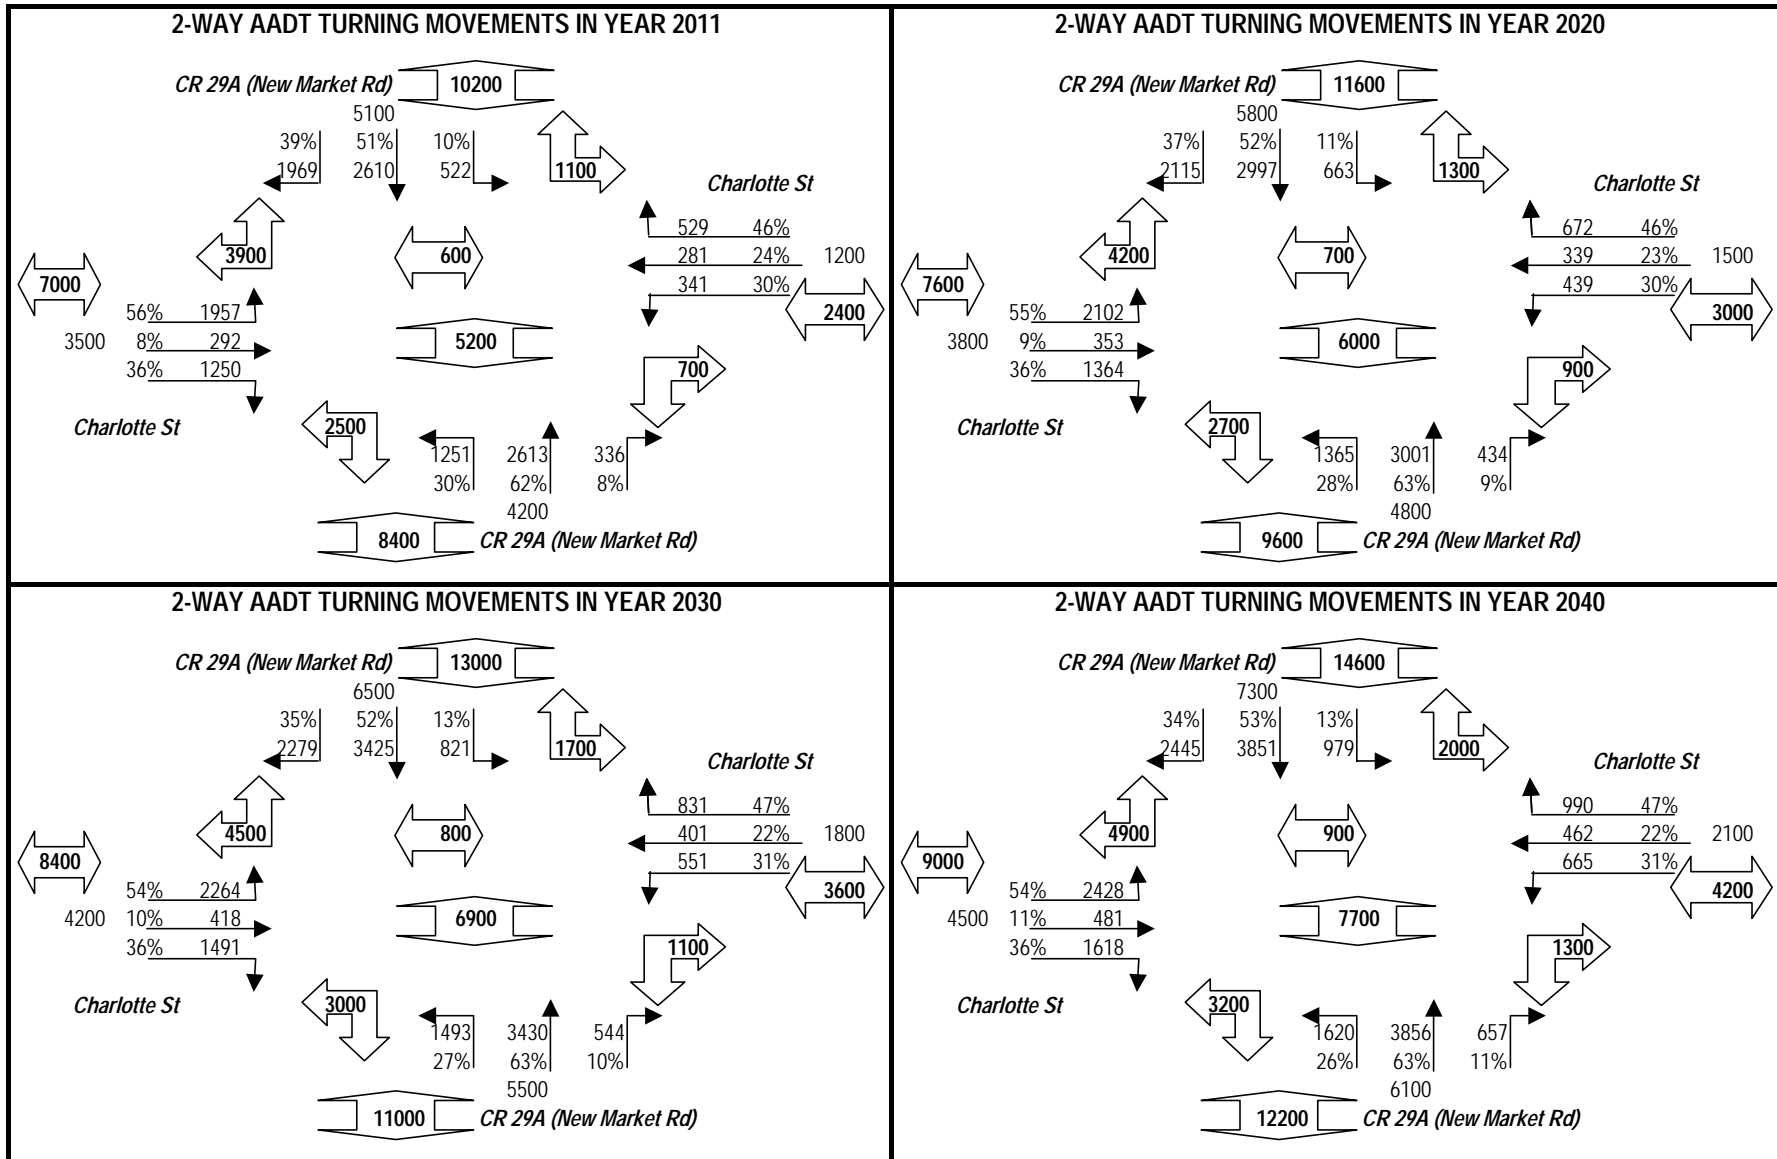 2-WAY AADT TURNING MOVEMENTS IN YEAR 2011
CR 29A (New Market Rd) 10200
5100
39% 51% 10%
1969 2610 522 1100
Charlotte St
529 46%
3900 600 281 24% 1200
7000 341 30%
56% 1957 2400
3500 8% 292 5200
36% 1250 700
Charlotte St 2500
1251 2613 336
30% 62% 8%
4200
8400 CR 29A (New Market Rd)
2-WAY AADT TURNING MOVEMENTS IN YEAR 2020
CR 29A (New Market Rd) 11600
5800
37% 52% 11%
2115 2997 663 1300
Charlotte St
672 46%
4200 700 339 23% 1500
7600 439 30%
55% 2102 3000
3800 9% 353 6000
36% 1364 900
Charlotte St 2700
1365 3001 434
28% 63% 9%
4800
9600 CR 29A (New Market Rd)
2-WAY AADT TURNING MOVEMENTS IN YEAR 2030
CR 29A (New Market Rd) 13000
6500
35% 52% 13%
2279 3425 821 1700
Charlotte St
831 47%
4500 800 401 22% 1800
8400 551 31%
54% 2264 3600
4200 10% 418 6900
36% 1491 1100
Charlotte St 3000
1493 3430 544
27% 63% 10%
5500
11000 CR 29A (New Market Rd)
2-WAY AADT TURNING MOVEMENTS IN YEAR 2040
CR 29A (New Market Rd) 14600
7300
34% 53% 13%
2445 3851 979 2000
Charlotte St
990 47%
4900 900 462 22% 2100
9000 665 31%
54% 2428 4200
4500 11% 481 7700
36% 1618 1300
Charlotte St 3200
1620 3856 657
26% 63% 11%
6100
12200 CR 29A (New Market Rd)